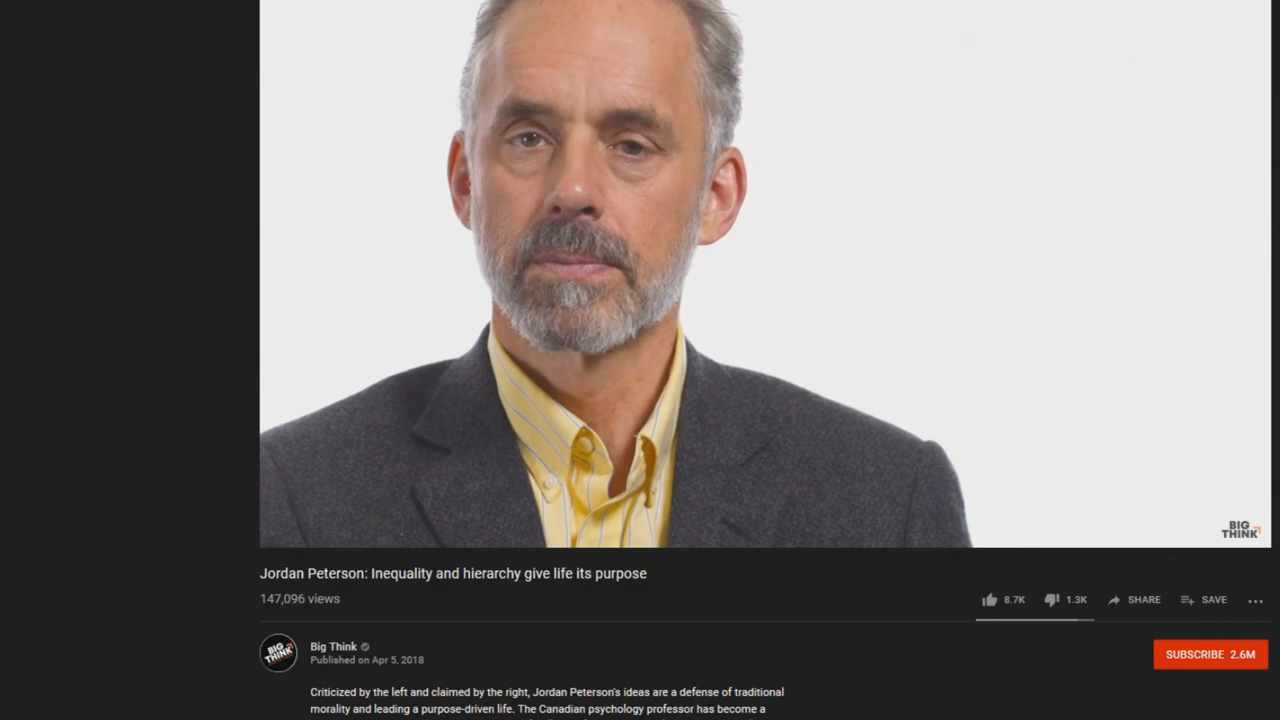 BIG
THINK
Jordan Peterson: Inequality and hierarchy give life its purpose
147,096 views
8.7K 1.3K SHARE SAVE
BIG
THINK
Big Think
Published on Apr 5, 2018
SUBSCRIBE 2.6M
Criticized by the left and claimed by the right, Jordan Peterson's ideas are a defense of traditional
morality and leading a purpose-driven life. The Canadian psychology professor has become a